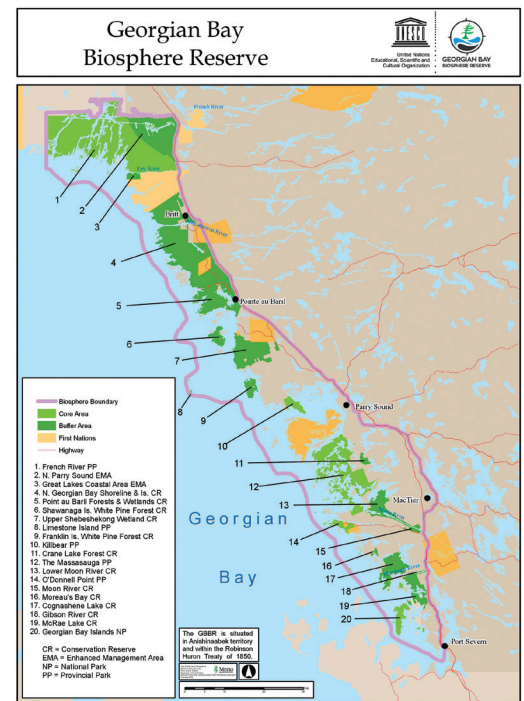 Georgian Bay
Biosphere Reserve
UNESCO
United Nations
Educational, Scientific and
Cultural Organization
GEORGIAN BAY
BIOSPHERE RESERVE
French River
Key River
Britt
Pointe au Baril
Parry Sound
MacTier
Port Severn
1
2
3
4
5
6
7
8
9
10
11
12
13
14
15
16
17
18
19
20
Georgian
Bay
Biosphere Boundary
Core Area
Buffer Area
First Nations
Highway
1. French River PP
2. N. Parry Sound EMA
3. Great Lakes Coastal Area EMA
4. N. Georgian Bay Shoreline & Is. CR
5. Point au Baril Forests & Wetlands CR
6. Shawanaga Is. White Pine Forest CR
7. Upper Shebeshekong Wetland CR
8. Limestone Island PP
9. Franklin Is. White Pine Forest CR
10. Killbear PP
11. Crane Lake Forest CR
12. The Massasauga PP
13. Lower Moon River CR
14. O'Donnell Point PP
15. Moon River CR
16. Moreau's Bay CR
17. Cognashene Lake CR
18. Gibson River CR
19. McRae Lake CR
20. Georgian Bay Islands NP
CR = Conservation Reserve
EMA = Enhanced Management Area
NP = National Park
PP = Provincial Park
The GBBR is situated
in Anishinaabek territory
and within the Robinson
Huron Treaty of 1850.